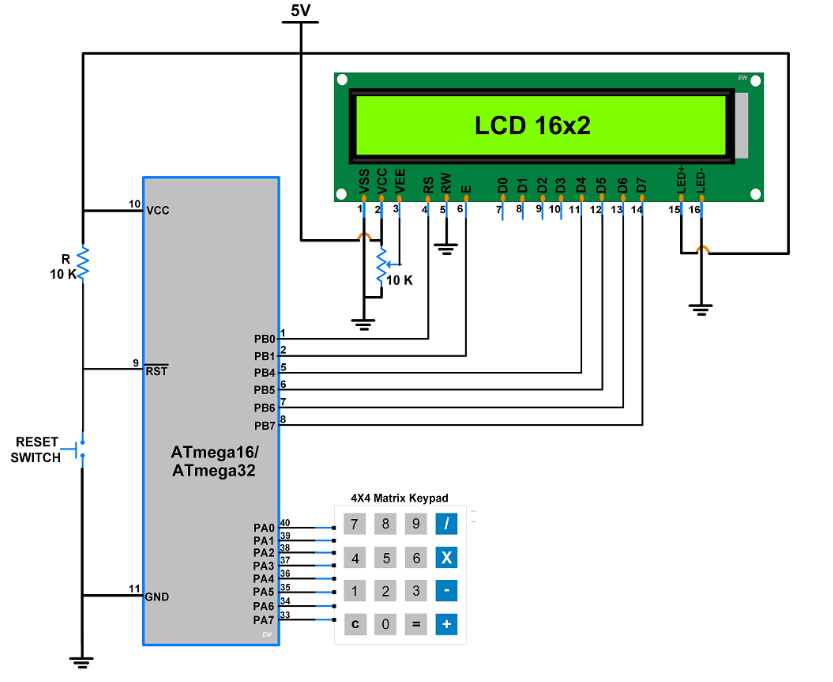 5V
EW
LCD 16x2
VSS VCC VEE RS RW E D0 D1 D2 D3 D4 D5 D6 D7 LED+ LED-
1 2 3 4 5 6 7 8 9 10 11 12 13 14 15 16
10 VCC
R
10 K
10 K
PB0 1
PB1 2
9 RST
PB4 5
PB5 6
PB6 7
PB7 8
RESET
SWITCH
ATmega16/
ATmega32
4X4 Matrix Keypad
PA0 40
PA1 39
PA2 38
PA3 37
PA4 36
PA5 35
PA6 34
PA7 33
7 8 9 /
4 5 6 X
1 2 3 -
c 0 = +
11 GND
EW